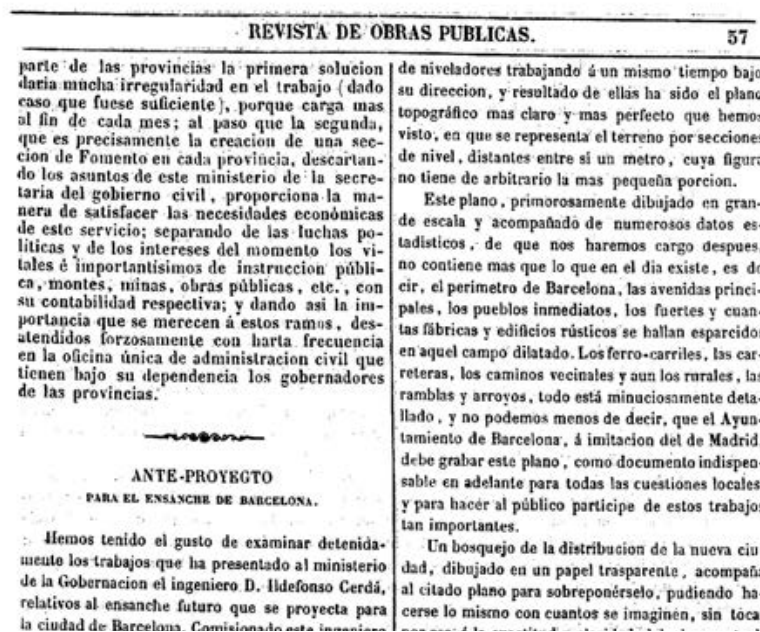 REVISTA DE OBRAS PUBLICAS.
57
parte de las provincias la primera solucion
daria mucha irregularidad en el trabajo (dado
caso que fuese suficiente), porque carga mas
al fin de cada mes; al paso que la segunda,
que es precisamente la creacion de una sec-
cion de Fomento en cada provincia, descartan-
do los asuntos de este ministerio de la secre-
taria del gobierno civil, proporciona la ma-
nera de satisfacer las necesidades económicas
de este servicio; separando de las luchas po-
líticas y de los intereses del momento los vi-
tales é importantísimos de instruccion públi-
ca, montes, minas, obras públicas, etc., con
su contabilidad respectiva; y dando asi la im-
portancia que se merecen á estos ramos, des-
atendidos forzosamente con harta frecuencia
en la oficina única de administracion civil que
tienen bajo su dependencia los gobernadores
de las provincias.
ANTE-PROYECTO
PARA EL ENSANCHE DE BARCELONA.
Hemos tenido el gusto de examinar detenida-
mente los trabajos que ha presentado al ministerio
de la Gobernacion el ingeniero D. Ildefonso Cerdá,
relativos al ensanche futuro que se proyecta para
la ciudad de Barcelona. Comisionado este ingeniero
de niveladores trabajando á un mismo tiempo bajo
su direccion, y resultado de ellas ha sido el plano
topográfico mas claro y mas perfecto que hemos
visto, en que se representa el terreno por secciones
de nivel, distantes entre si un metro, cuya figura
no tiene de arbitrario la mas pequeña porcion.
Este plano, primorosamente dibujado en gran-
de escala y acompañado de numerosos datos es-
tadísticos, de que nos haremos cargo despues,
no contiene mas que lo que en el dia existe, es de
cir, el perimetro de Barcelona, las avenidas princi-
pales, los pueblos inmediatos, los fuertes y cuan-
tas fábricas y edificios rústicos se hallan esparcidos
en aquel campo dilatado. Los ferro-carriles, las car-
reteras, los caminos vecinales y aun los rurales, las
ramblas y arroyos, todo está minuciosamente deta-
llado, y no podemos menos de decir, que el Ayun-
tamiento de Barcelona, á imitacion del de Madrid,
debe grabar este plano, como documento indispen-
sable en adelante para todas las cuestiones locales
y para hacer al público participe de estos trabajos
tan importantes.
Un bosquejo de la distribucion de la nueva ciu
dad, dibujado en un papel trasparente, acompaña
al citado plano para sobreponérselo, pudiendo ha-
cerse lo mismo con cuantos se imaginen, sin toca